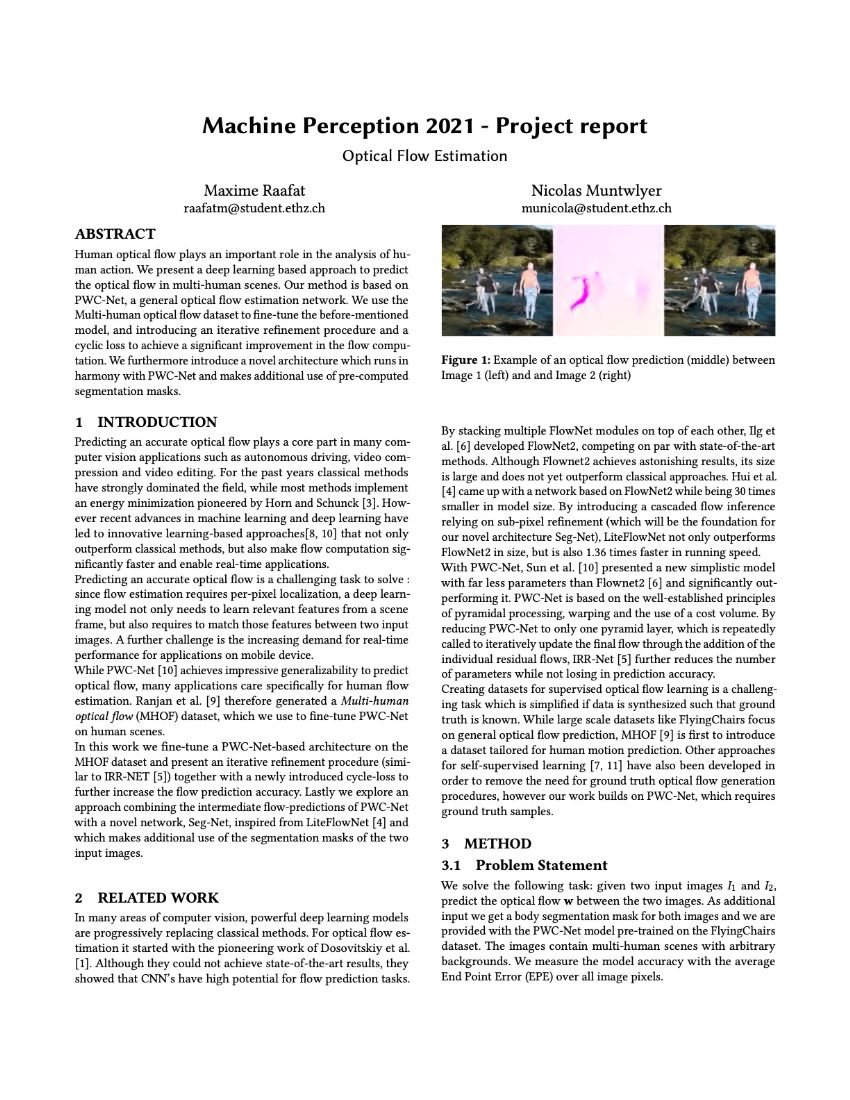 Machine Perception 2021 - Project report
Optical Flow Estimation
Maxime Raafat
raafatm@student.ethz.ch
Nicolas Muntwlyer
municola@student.ethz.ch
ABSTRACT
Human optical flow plays an important role in the analysis of hu-
man action. We present a deep learning based approach to predict
the optical flow in multi-human scenes. Our method is based on
PWC-Net, a general optical flow estimation network. We use the
Multi-human optical flow dataset to fine-tune the before-mentioned
model, and introducing an iterative refinement procedure and a
cyclic loss to achieve a significant improvement in the flow compu-
tation. We furthermore introduce a novel architecture which runs in
harmony with PWC-Net and makes additional use of pre-computed
segmentation masks.
1 INTRODUCTION
Predicting an accurate optical flow plays a core part in many com-
puter vision applications such as autonomous driving, video com-
pression and video editing. For the past years classical methods
have strongly dominated the field, while most methods implement
an energy minimization pioneered by Horn and Schunck [3]. How-
ever recent advances in machine learning and deep learning have
led to innovative learning-based approaches[8, 10] that not only
outperform classical methods, but also make flow computation sig-
nificantly faster and enable real-time applications.
Predicting an accurate optical flow is a challenging task to solve :
since flow estimation requires per-pixel localization, a deep learn-
ing model not only needs to learn relevant features from a scene
frame, but also requires to match those features between two input
images. A further challenge is the increasing demand for real-time
performance for applications on mobile device.
While PWC-Net [10] achieves impressive generalizability to predict
optical flow, many applications care specifically for human flow
estimation. Ranjan et al. [9] therefore generated a Multi-human
optical flow (MHOF) dataset, which we use to fine-tune PWC-Net
on human scenes.
In this work we fine-tune a PWC-Net-based architecture on the
MHOF dataset and present an iterative refinement procedure (simi-
lar to IRR-NET [5]) together with a newly introduced cycle-loss to
further increase the flow prediction accuracy. Lastly we explore an
approach combining the intermediate flow-predictions of PWC-Net
with a novel network, Seg-Net, inspired from LiteFlowNet [4] and
which makes additional use of the segmentation masks of the two
input images.
2 RELATED WORK
In many areas of computer vision, powerful deep learning models
are progressively replacing classical methods. For optical flow es-
timation it started with the pioneering work of Dosovitskiy et al.
[1]. Although they could not achieve state-of-the-art results, they
showed that CNN's have high potential for flow prediction tasks.
Figure 1: Example of an optical flow prediction (middle) between
Image 1 (left) and and Image 2 (right)
By stacking multiple FlowNet modules on top of each other, Ilg et
al. [6] developed FlowNet2, competing on par with state-of-the-art
methods. Although Flownet2 achieves astonishing results, its size
is large and does not yet outperform classical approaches. Hui et al.
[4] came up with a network based on FlowNet2 while being 30 times
smaller in model size. By introducing a cascaded flow inference
relying on sub-pixel refinement (which will be the foundation for
our novel architecture Seg-Net), LiteFlowNet not only outperforms
FlowNet2 in size, but is also 1.36 times faster in running speed.
With PWC-Net, Sun et al. [10] presented a new simplistic model
with far less parameters than Flownet2 [6] and significantly out-
performing it. PWC-Net is based on the well-established principles
of pyramidal processing, warping and the use of a cost volume. By
reducing PWC-Net to only one pyramid layer, which is repeatedly
called to iteratively update the final flow through the addition of the
individual residual flows, IRR-Net [5] further reduces the number
of parameters while not losing in prediction accuracy.
Creating datasets for supervised optical flow learning is a challeng-
ing task which is simplified if data is synthesized such that ground
truth is known. While large scale datasets like FlyingChairs focus
on general optical flow prediction, MHOF [9] is first to introduce
a dataset tailored for human motion prediction. Other approaches
for self-supervised learning [7, 11] have also been developed in
order to remove the need for ground truth optical flow generation
procedures, however our work builds on PWC-Net, which requires
ground truth samples.
3 METHOD
3.1 Problem Statement
We solve the following task: given two input images I₁ and I₂,
predict the optical flow w between the two images. As additional
input we get a body segmentation mask for both images and we are
provided with the PWC-Net model pre-trained on the FlyingChairs
dataset. The images contain multi-human scenes with arbitrary
backgrounds. We measure the model accuracy with the average
End Point Error (EPE) over all image pixels.